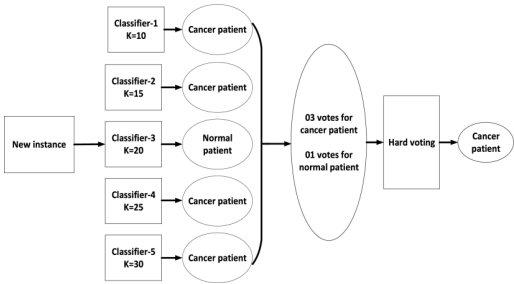 Classifier-1
K=10
Cancer patient
Classifier-2
K=15
Cancer patient
New instance
Classifier-3
K=20
Normal
patient
Classifier-4
K=25
Cancer patient
Classifier-5
K=30
Cancer patient
03 votes for
cancer patient
01 votes for
normal patient
Hard voting
Cancer
patient